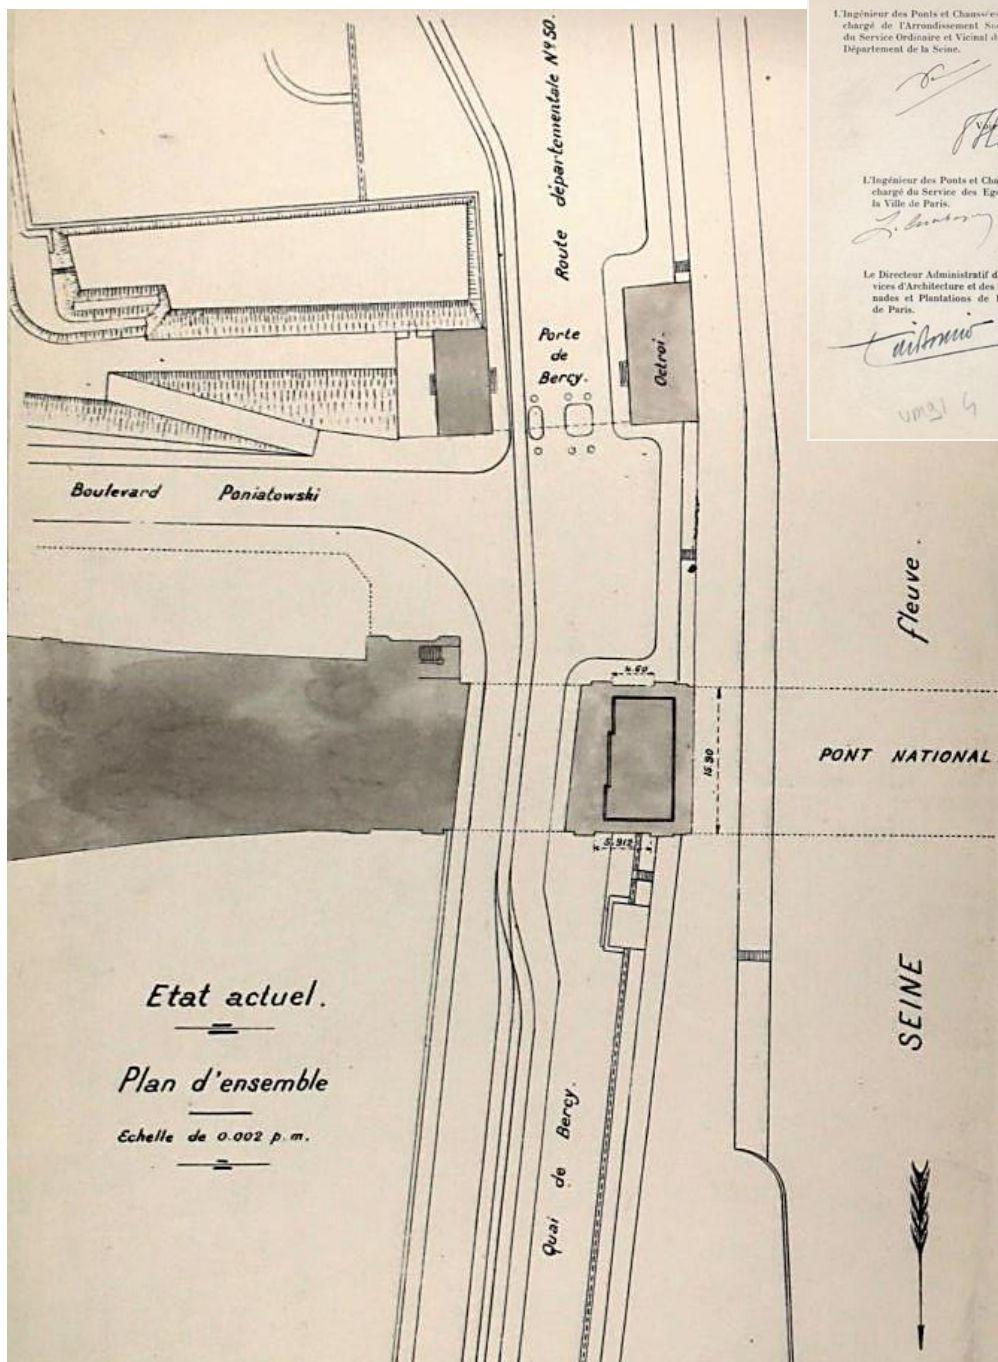 L'Ingénieur des Ponts et Chaussées
chargé de l'Arrondissement
du Service Ordinaire et Vicinal
Département de la Seine.
L'Ingénieur des Ponts et
chargé du Service des
la Ville de Paris.
Le Directeur Administratif
vices d'Architecture et des
nades et Plantations de
de Paris.
Route départementale Nº50.
Porte
de
Bercy.
Octroi.
Boulevard Poniatowski
fleuve.
4.60
15.90
PONT NATIONAL
5.912
SEINE
Etat actuel.
Plan d'ensemble
Echelle de 0.002 p.m.
Quai de Bercy.